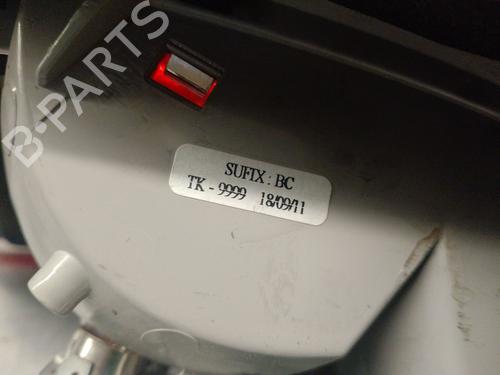 B-PARTS
SUFIX : BC
TK - 9999 18/09/11